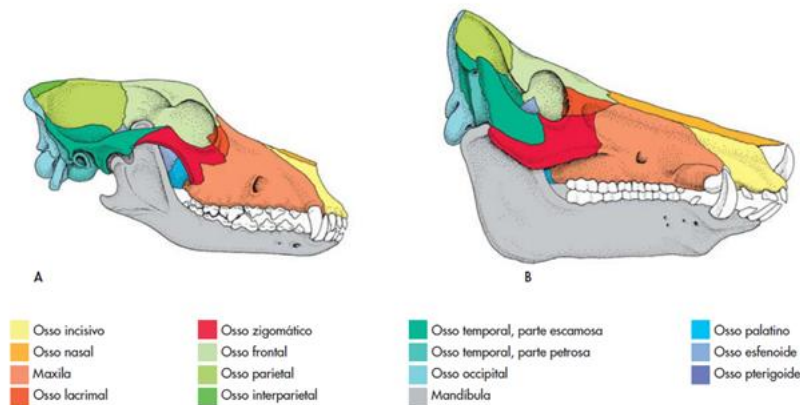 A
B
Osso incisivo
Osso nasal
Maxila
Osso lacrimal
Osso zigomático
Osso frontal
Osso parietal
Osso interparietal
Osso temporal, parte escamosa
Osso temporal, parte petrosa
Osso occipital
Mandíbula
Osso palatino
Osso esfenoide
Osso pterigoide